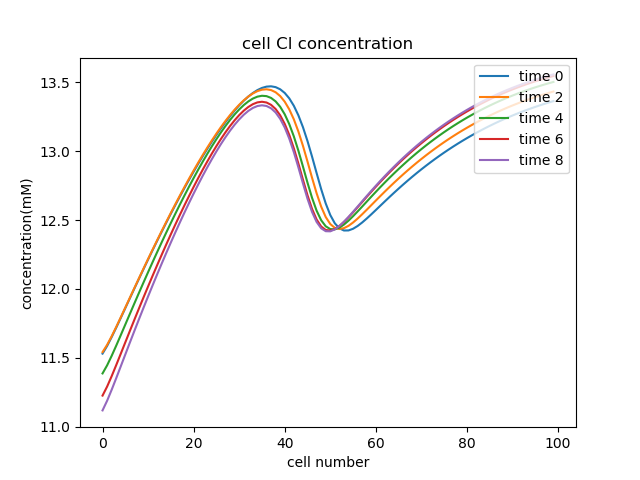 cell Cl concentration
time 0
time 2
time 4
time 6
time 8
13.5
13.0
12.5
12.0
11.5
11.0
concentration(mM)
0 20 40 60 80 100
cell number